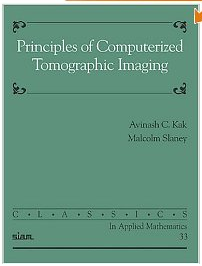 Principles of Computerized
Tomographic Imaging
Avinash C. Kak
Malcolm Slaney
C • L • A • S • S • I • C • S
In Applied Mathematics
siam
33